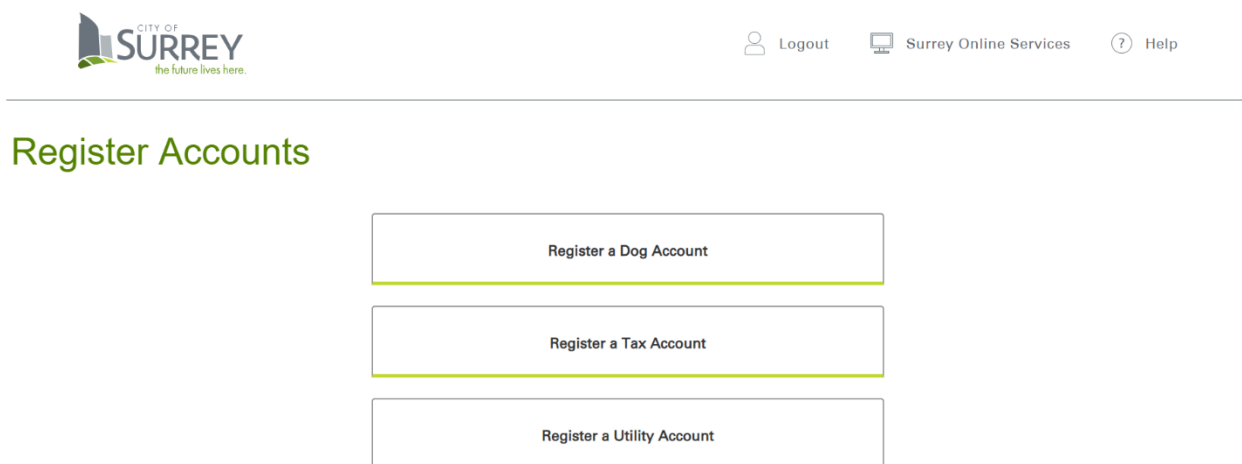 CITY OF
SURREY
the future lives here.
Logout
Surrey Online Services
? Help
Register Accounts
Register a Dog Account
Register a Tax Account
Register a Utility Account